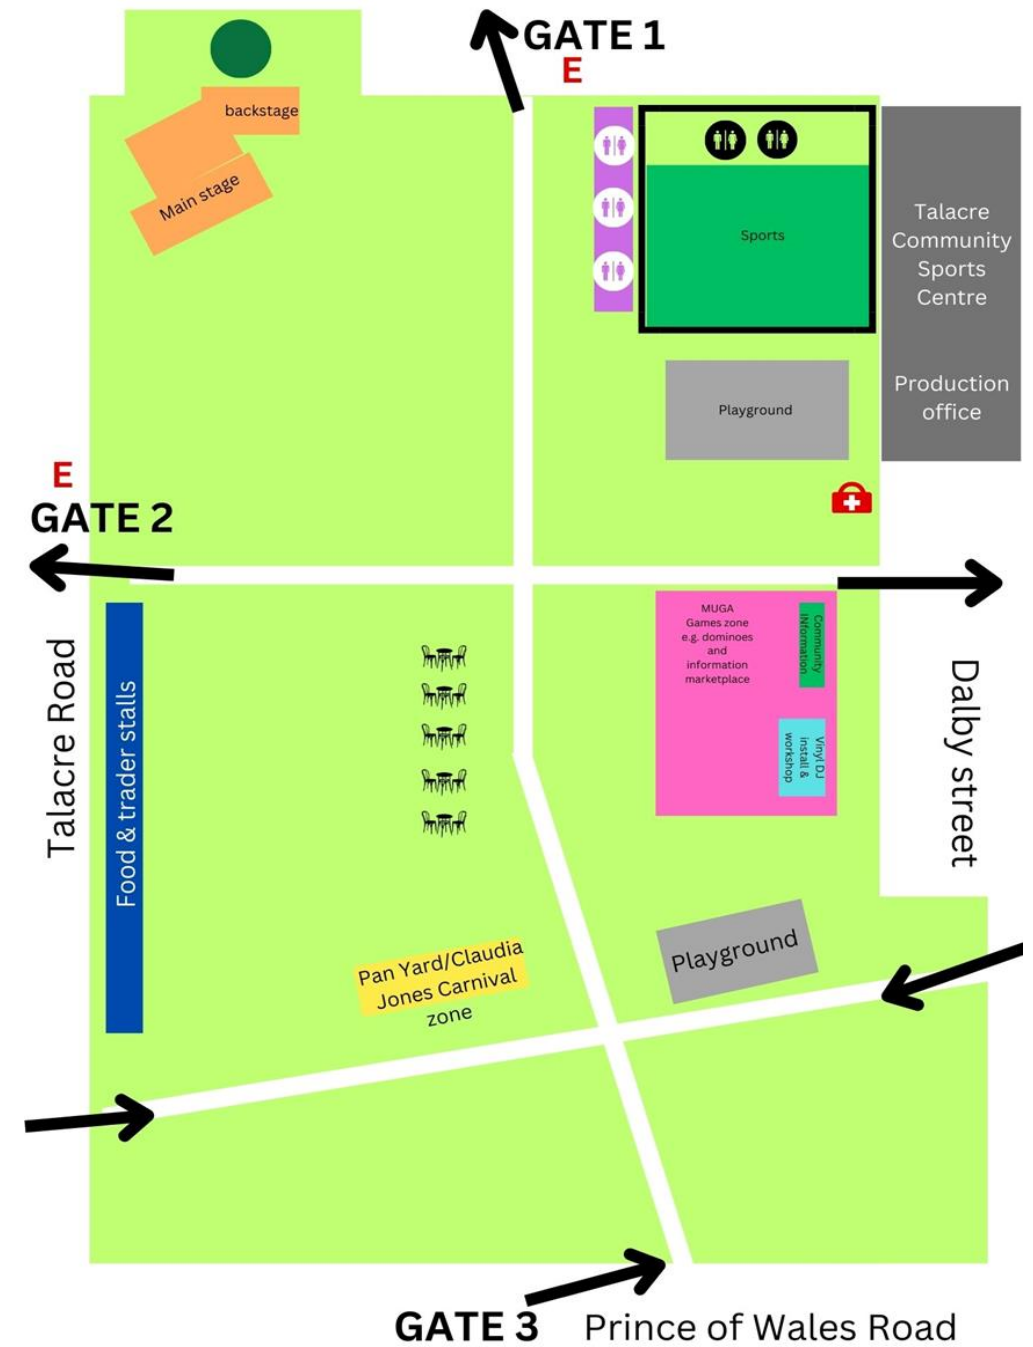 GATE 1
E
backstage
Main stage
Sports
Talacre
Community
Sports
Centre
Production
office
Playground
E
GATE 2
MUGA
Games zone
e.g. dominoes
and
information
marketplace
Community
INformation
Vinyl DJ
install &
workshop
Talacre Road
Food & trader stalls
Dalby street
Playground
Pan Yard/Claudia
Jones Carnival
zone
GATE 3
Prince of Wales Road